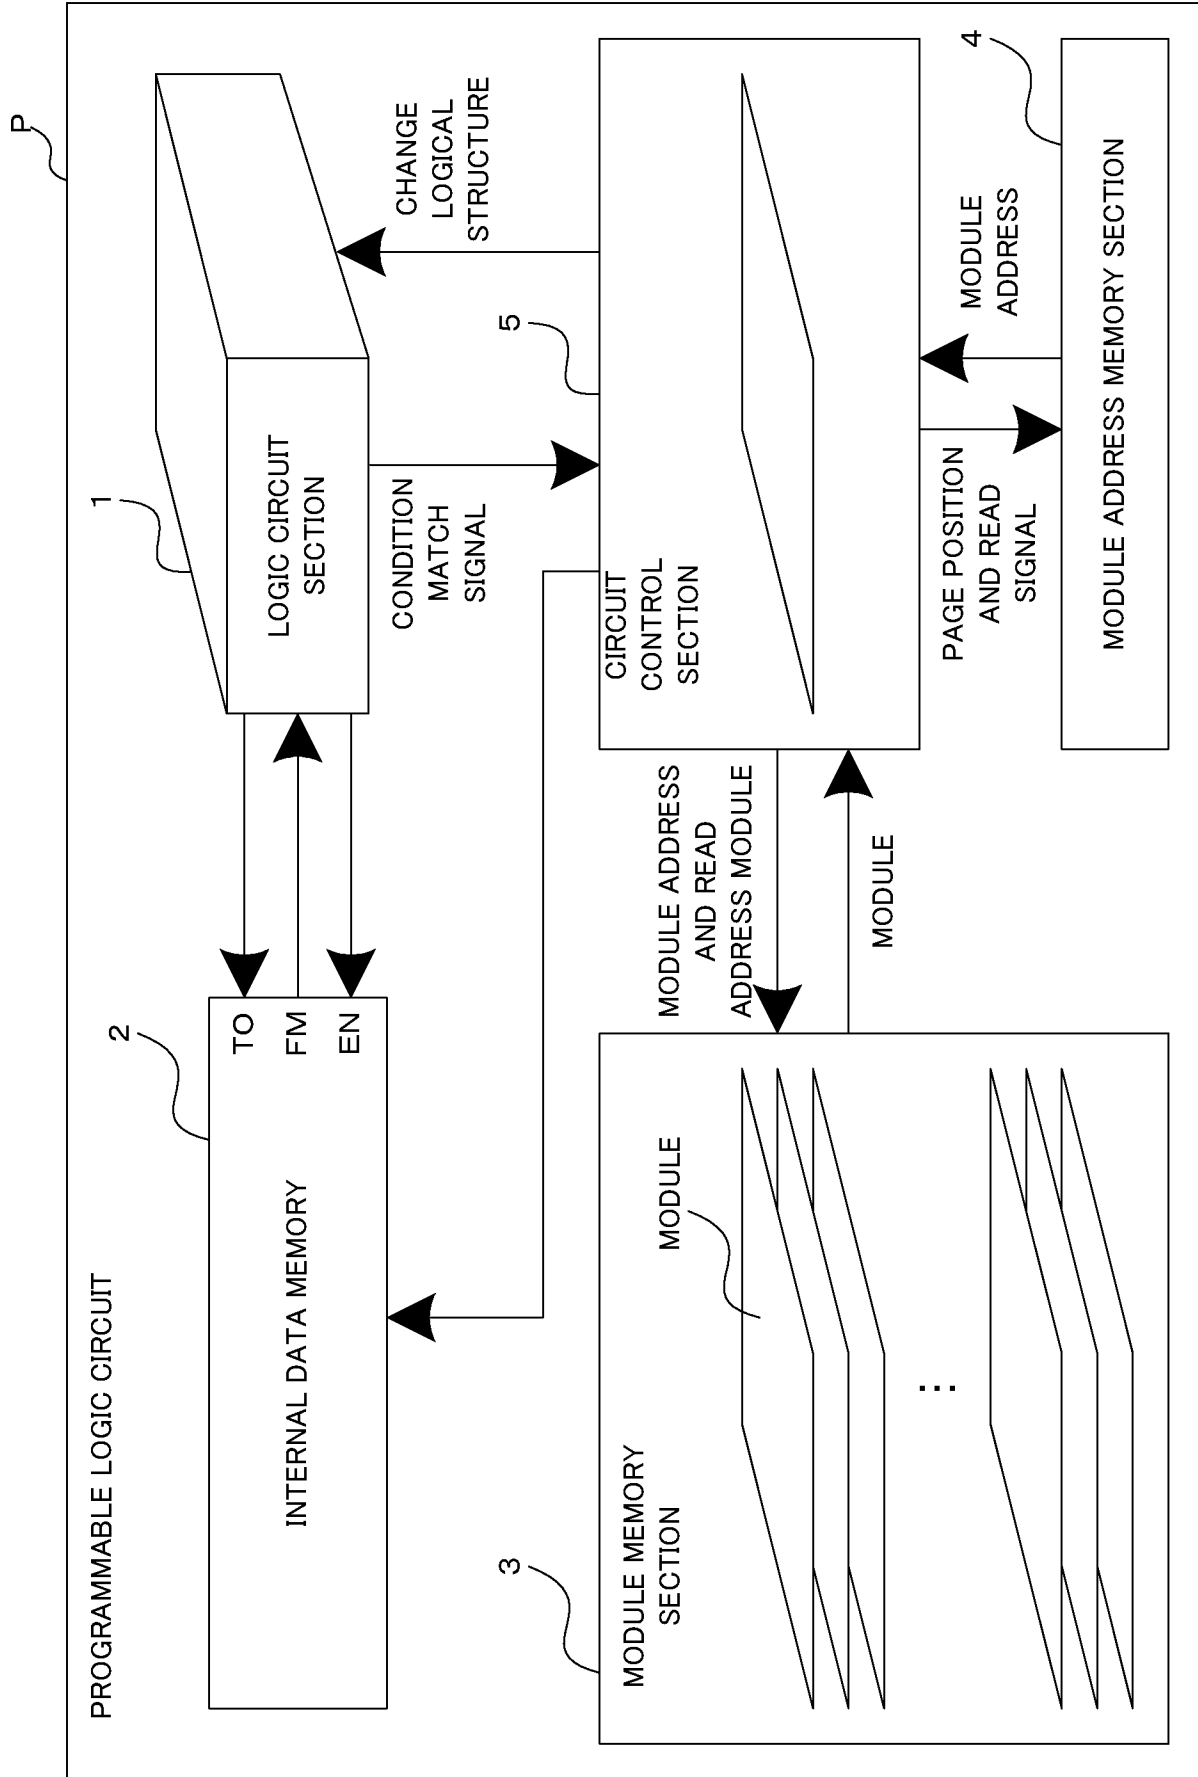 P
PROGRAMMABLE LOGIC CIRCUIT
2
INTERNAL DATA MEMORY
TO
FM
EN
1
LOGIC CIRCUIT
SECTION
CONDITION
MATCH
SIGNAL
CHANGE
LOGICAL
STRUCTURE
3
MODULE MEMORY
SECTION
MODULE
...
MODULE ADDRESS
AND READ
ADDRESS MODULE
MODULE
5
CIRCUIT
CONTROL
SECTION
PAGE POSITION
AND READ
SIGNAL
MODULE
ADDRESS
4
MODULE ADDRESS MEMORY SECTION